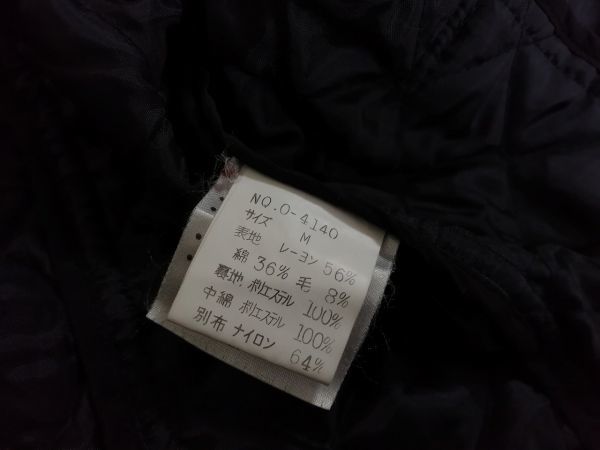 NO.O-4140
サイズ M
表地 レーヨン 56%
綿 36% 毛 8%
裏地 ポリエステル 100%
中綿 ポリエステル 100%
別布 ナイロン 64%